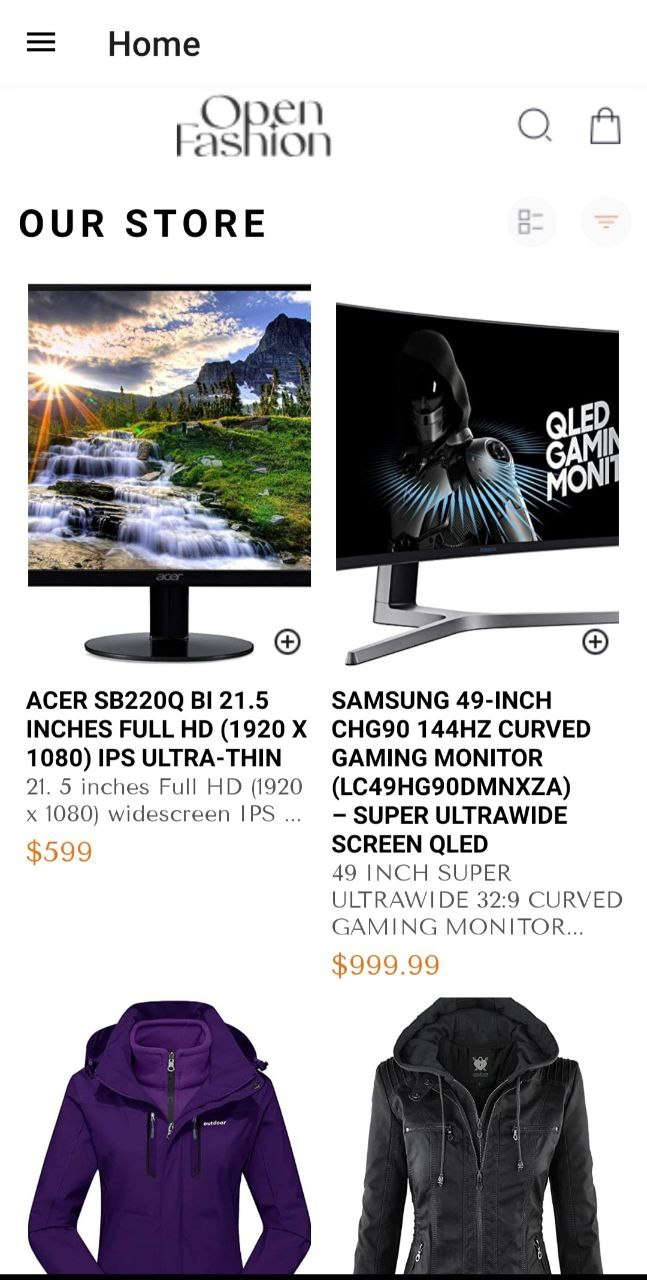 Home
Open
Fashion
OUR STORE
acer
QLED
GAMIN
MONIT
ACER SB220Q BI 21.5
INCHES FULL HD (1920 X
1080) IPS ULTRA-THIN
21. 5 inches Full HD (1920
x 1080) widescreen IPS ...
$599
SAMSUNG 49-INCH
CHG90 144HZ CURVED
GAMING MONITOR
(LC49HG90DMNXZA)
– SUPER ULTRAWIDE
SCREEN QLED
49 INCH SUPER
ULTRAWIDE 32:9 CURVED
GAMING MONITOR...
$999.99
outdoor